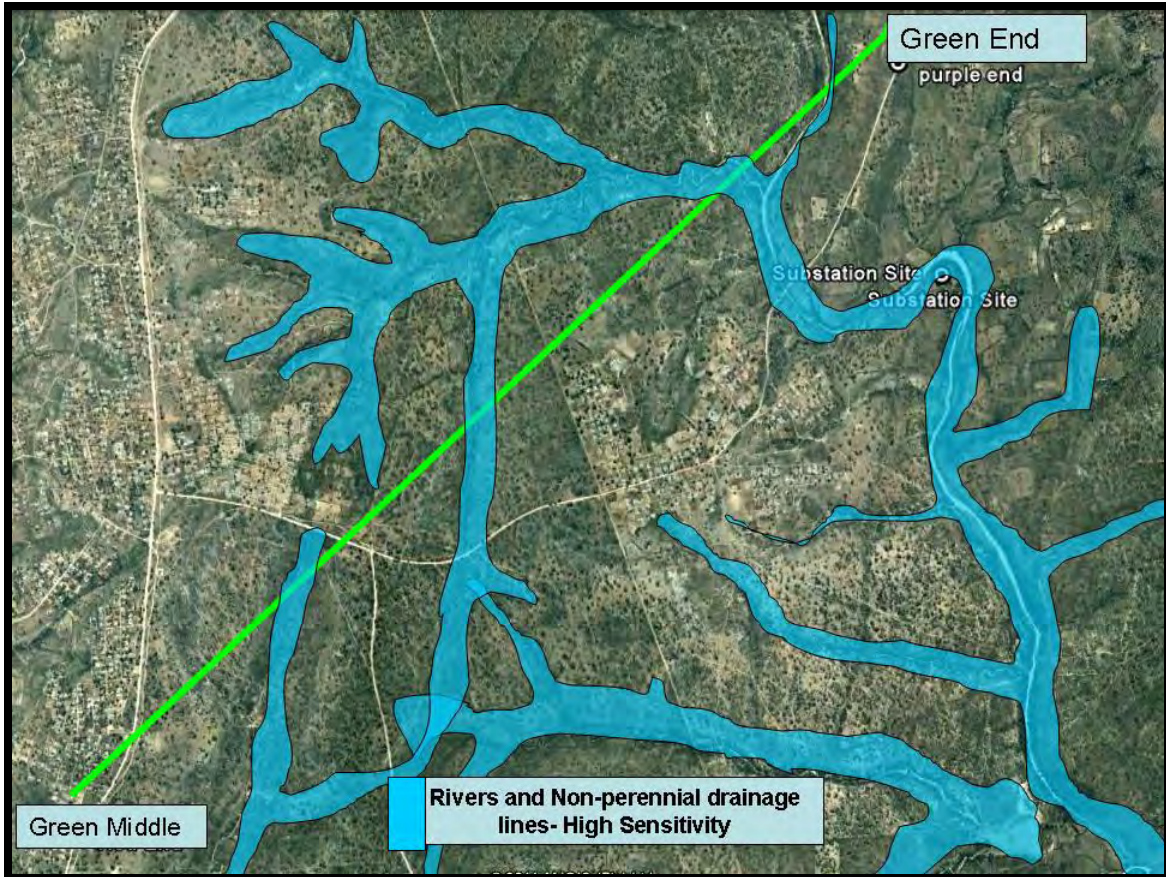 Green End
purple end
Substation Site
Substation Site
Rivers and Non-perennial drainage
lines- High Sensitivity
Green Middle